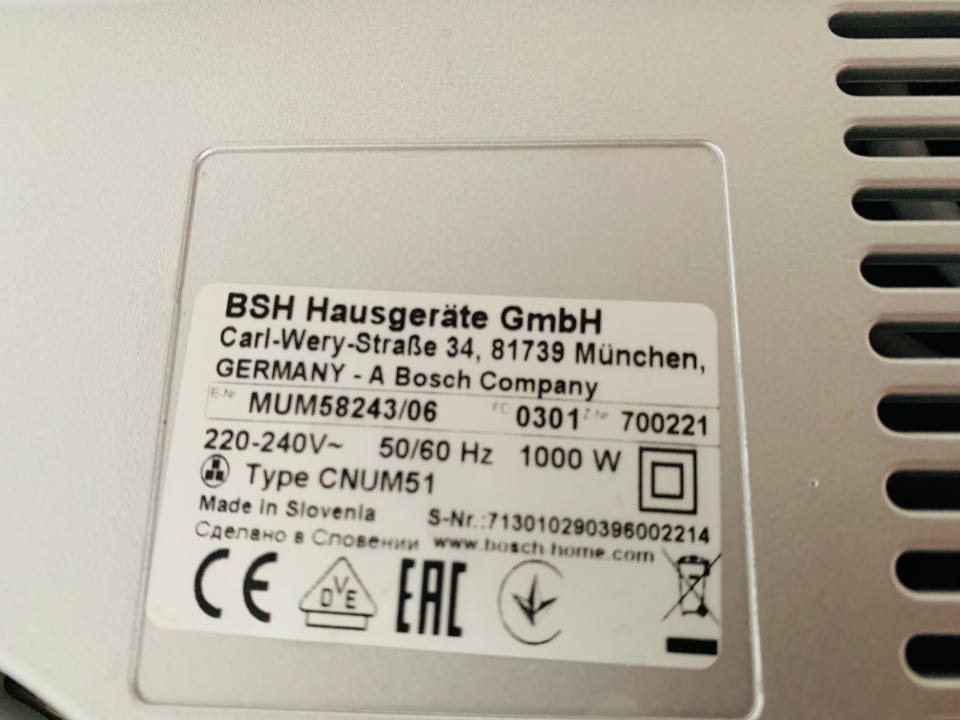 BSH Hausgeräte GmbH
Carl-Wery-Straße 34, 81739 München,
GERMANY - A Bosch Company
E-Nr MUM58243/06 FD 0301 Z-Nr 700221
220-240V~ 50/60 Hz 1000 W
Type CNUM51
Made in Slovenia S-Nr.:713010290396002214
Сделано в Словении www.bosch-home.com
CE DVE EAC